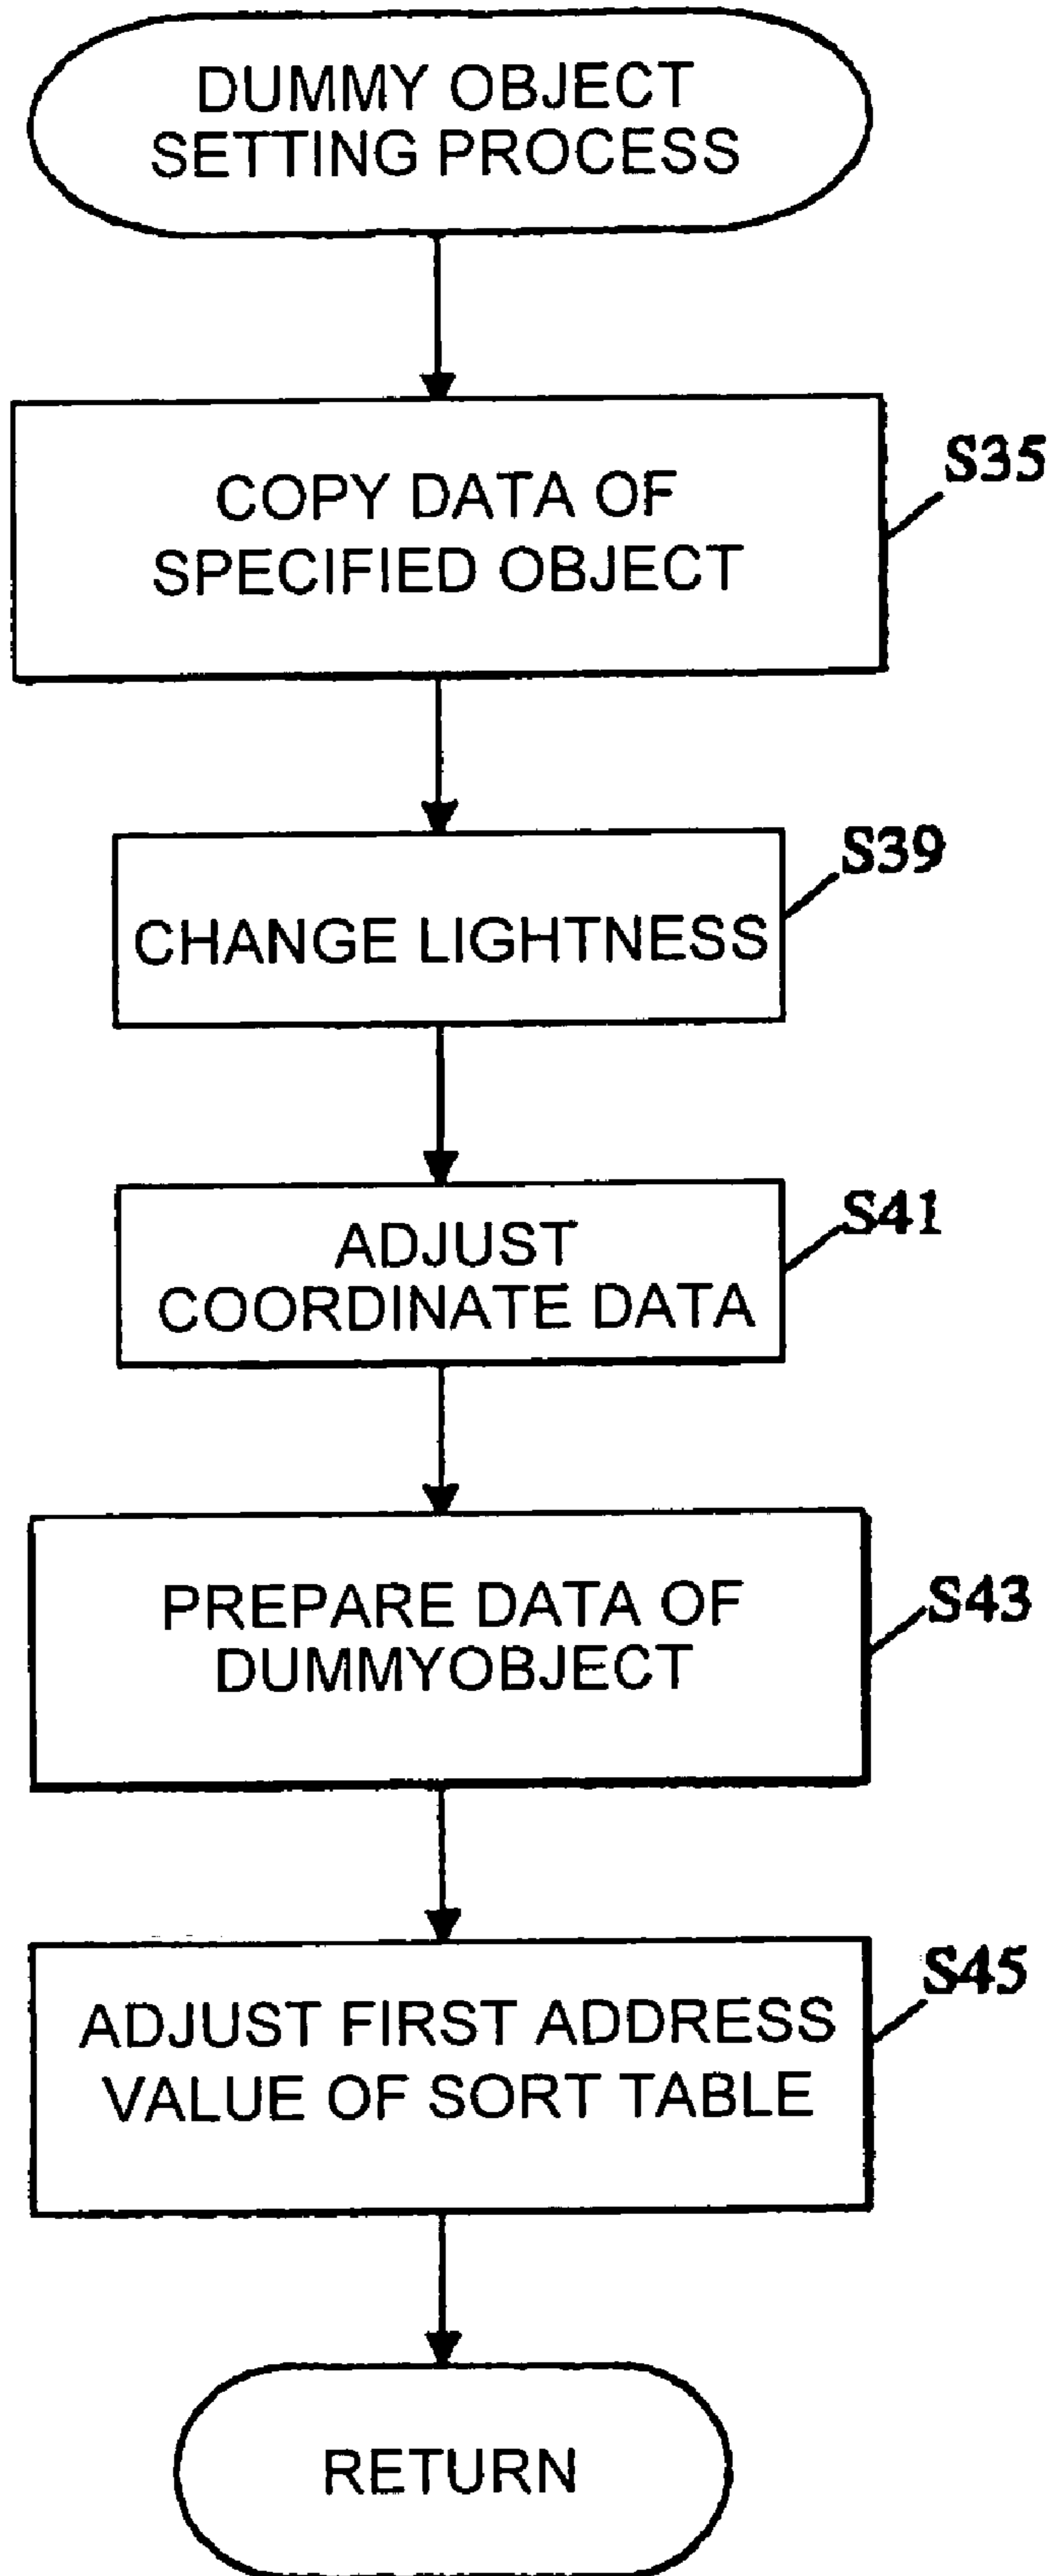 DUMMY OBJECT
SETTING PROCESS
COPY DATA OF
SPECIFIED OBJECT
S35
CHANGE LIGHTNESS
S39
ADJUST
COORDINATE DATA
S41
PREPARE DATA OF
DUMMYOBJECT
S43
ADJUST FIRST ADDRESS
VALUE OF SORT TABLE
S45
RETURN